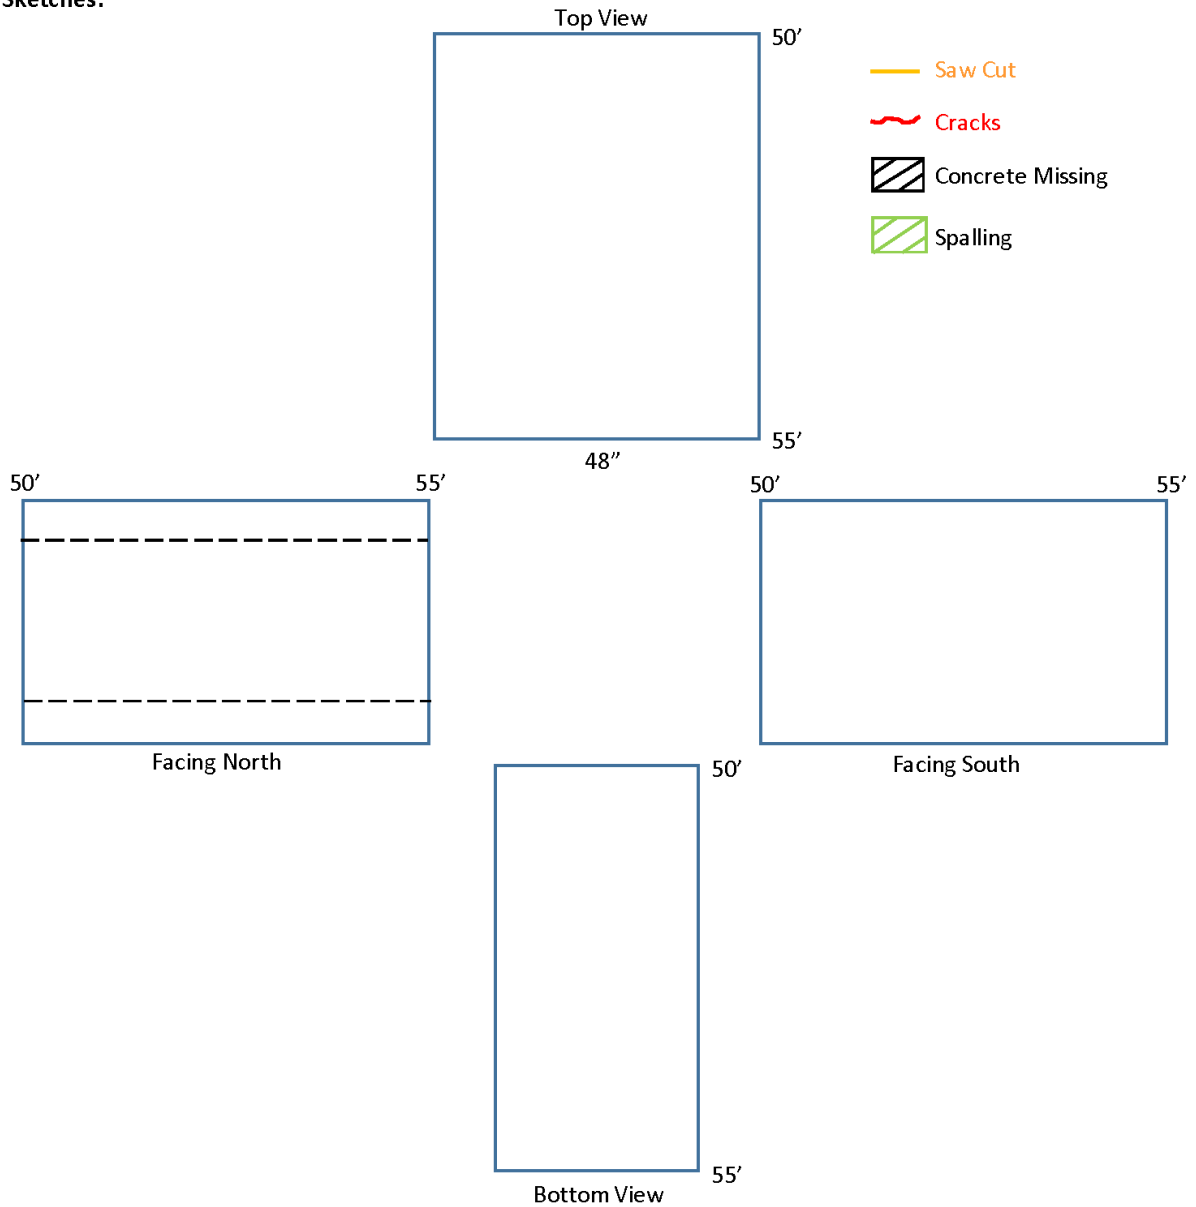 Sketches:
Top View
50′
Saw Cut
Cracks
Concrete Missing
Spalling
55′
48″
50′
55′
50′
55′
Facing North
Facing South
50′
55′
Bottom View